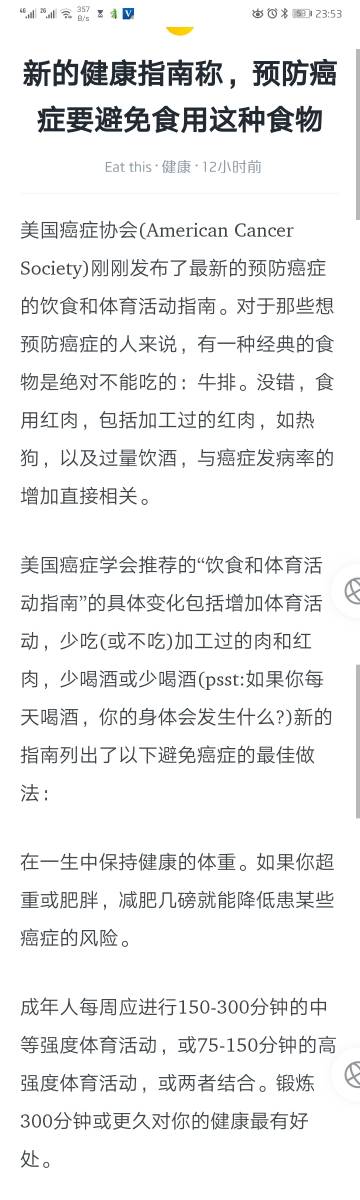 46 26 357 B/s 58 23:53
新的健康指南称，预防癌
症要避免食用这种食物
Eat this · 健康 · 12小时前
美国癌症协会(American Cancer
Society)刚刚发布了最新的预防癌症
的饮食和体育活动指南。对于那些想
预防癌症的人来说，有一种经典的食
物是绝对不能吃的：牛排。没错，食
用红肉，包括加工过的红肉，如热
狗，以及过量饮酒，与癌症发病率的
增加直接相关。
美国癌症学会推荐的“饮食和体育活
动指南”的具体变化包括增加体育活
动，少吃(或不吃)加工过的肉和红
肉，少喝酒或少喝酒(psst:如果你每
天喝酒，你的身体会发生什么?)新的
指南列出了以下避免癌症的最佳做
法：
在一生中保持健康的体重。如果你超
重或肥胖，减肥几磅就能降低患某些
癌症的风险。
成年人每周应进行150-300分钟的中
等强度体育活动，或75-150分钟的高
强度体育活动，或两者结合。锻炼
300分钟或更久对你的健康最有好
处。